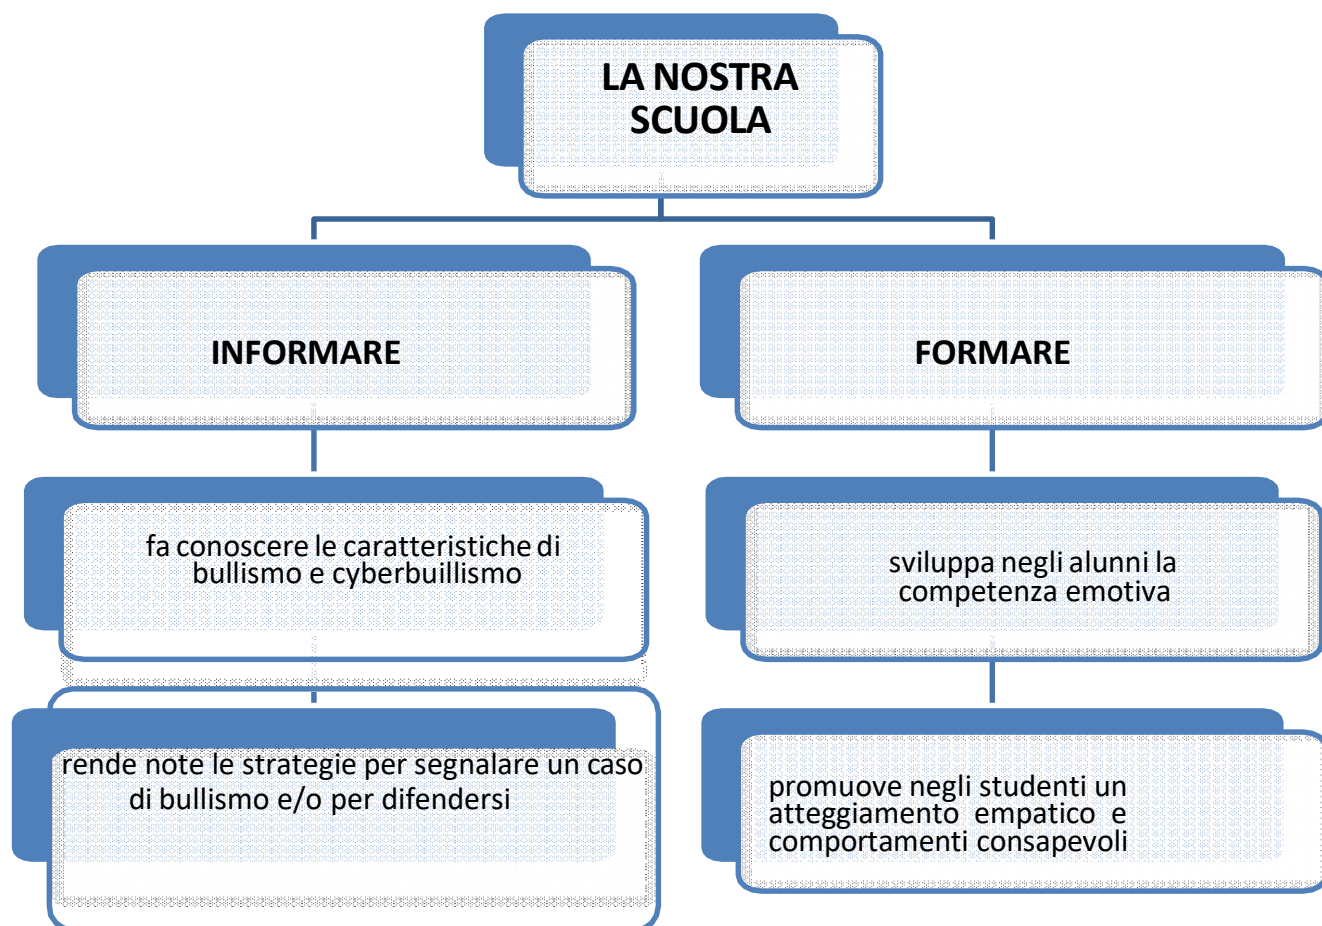 LA NOSTRA
SCUOLA
INFORMARE
FORMARE
fa conoscere le caratteristiche di
bullismo e cyberbuillismo
sviluppa negli alunni la
competenza emotiva
rende note le strategie per segnalare un caso
di bullismo e/o per difendersi
promuove negli studenti un
atteggiamento empatico e
comportamenti consapevoli